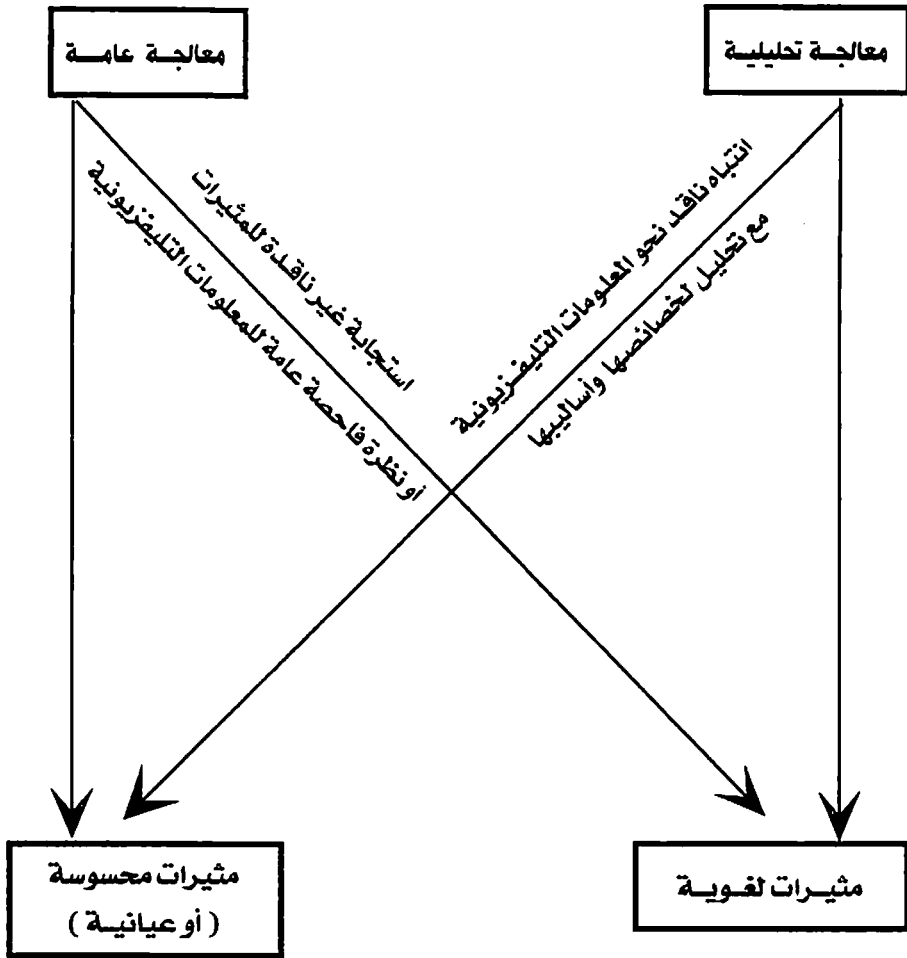 معالجة تحليلية
معالجة عامة
انتباه ناقد نحو المعلومات التليفزيونية
مع تحليل لخصائصها وأساليبها
استجابة غير ناقدة للمثيرات
أو نظرة فاحصة عامة للمعلومات التليفزيونية
مثيرات لغوية
مثيرات محسوسة
( أو عيانية )